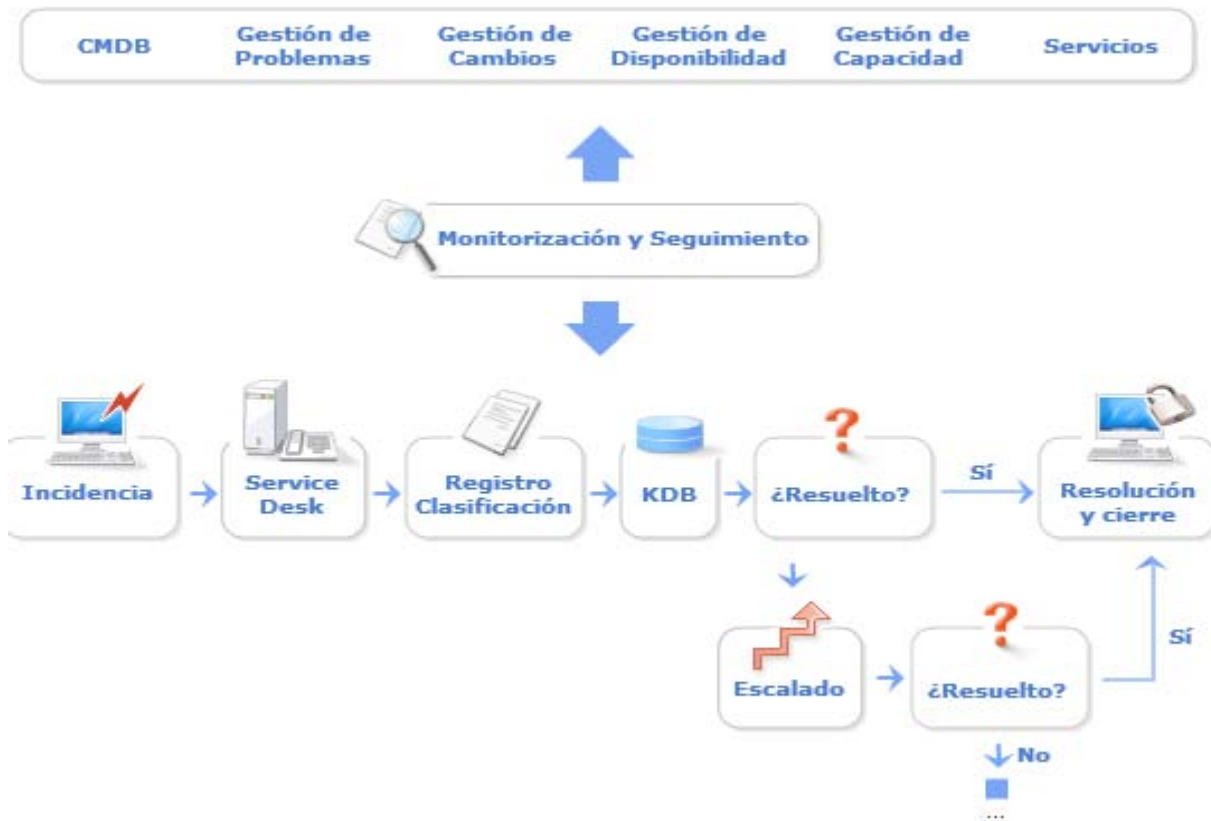 CMDB
Gestión de
Problemas
Gestión de
Cambios
Gestión de
Disponibilidad
Gestión de
Capacidad
Servicios
Monitorización y Seguimiento
Incidencia
Service
Desk
Registro
Clasificación
KDB
¿Resuelto?
Sí
Resolución
y cierre
Escalado
¿Resuelto?
Sí
No
...